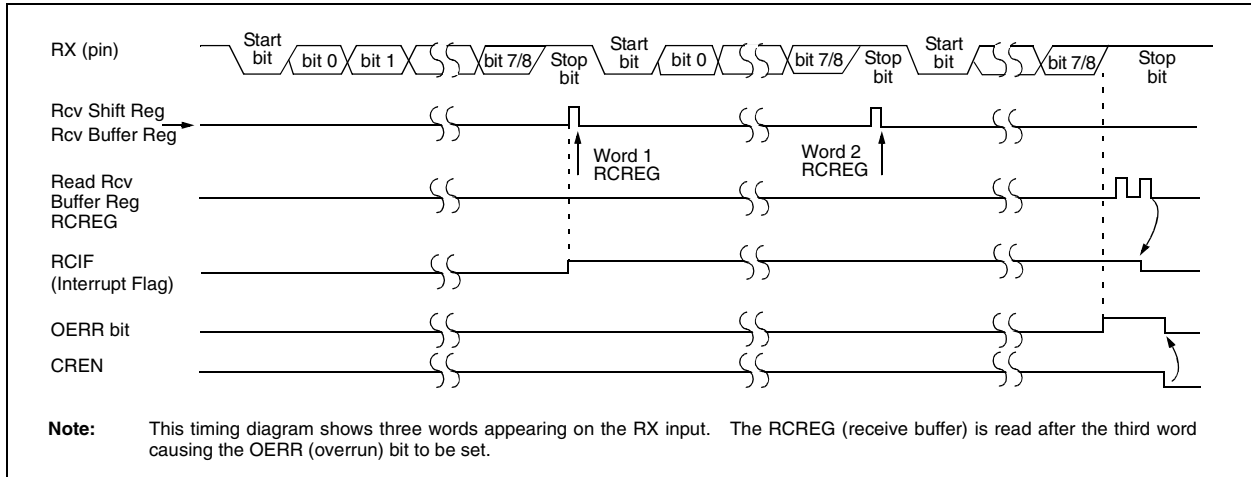 RX (pin)
Start
bit
bit 0
bit 1
bit 7/8
Stop
bit
Start
bit
bit 0
bit 7/8
Stop
bit
Start
bit
bit 7/8
Stop
bit
Rcv Shift Reg
Rcv Buffer Reg
Word 1
RCREG
Word 2
RCREG
Read Rcv
Buffer Reg
RCREG
RCIF
(Interrupt Flag)
OERR bit
CREN
Note: This timing diagram shows three words appearing on the RX input. The RCREG (receive buffer) is read after the third word
causing the OERR (overrun) bit to be set.